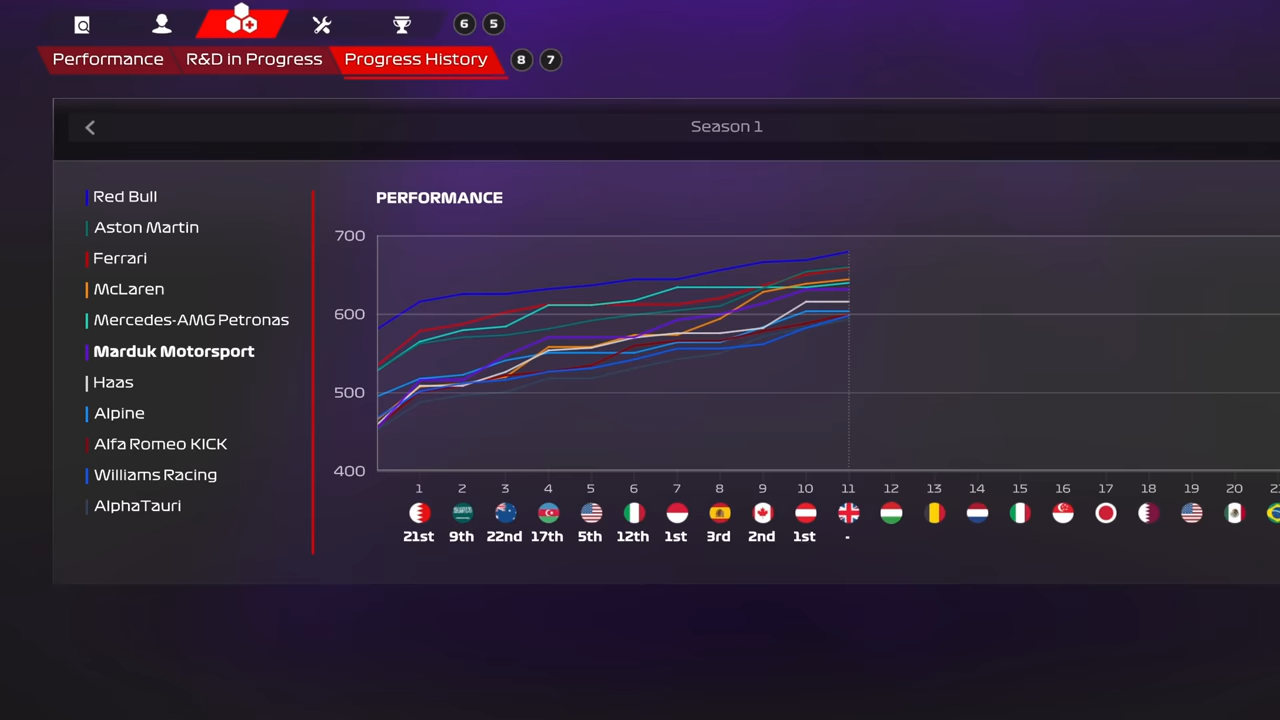 6 5
Performance R&D in Progress Progress History 8 7
Season 1
Red Bull
Aston Martin
Ferrari
McLaren
Mercedes-AMG Petronas
Marduk Motorsport
Haas
Alpine
Alfa Romeo KICK
Williams Racing
AlphaTauri
PERFORMANCE
700
600
500
400
1 2 3 4 5 6 7 8 9 10 11 12 13 14 15 16 17 18 19 20
21st 9th 22nd 17th 5th 12th 1st 3rd 2nd 1st -